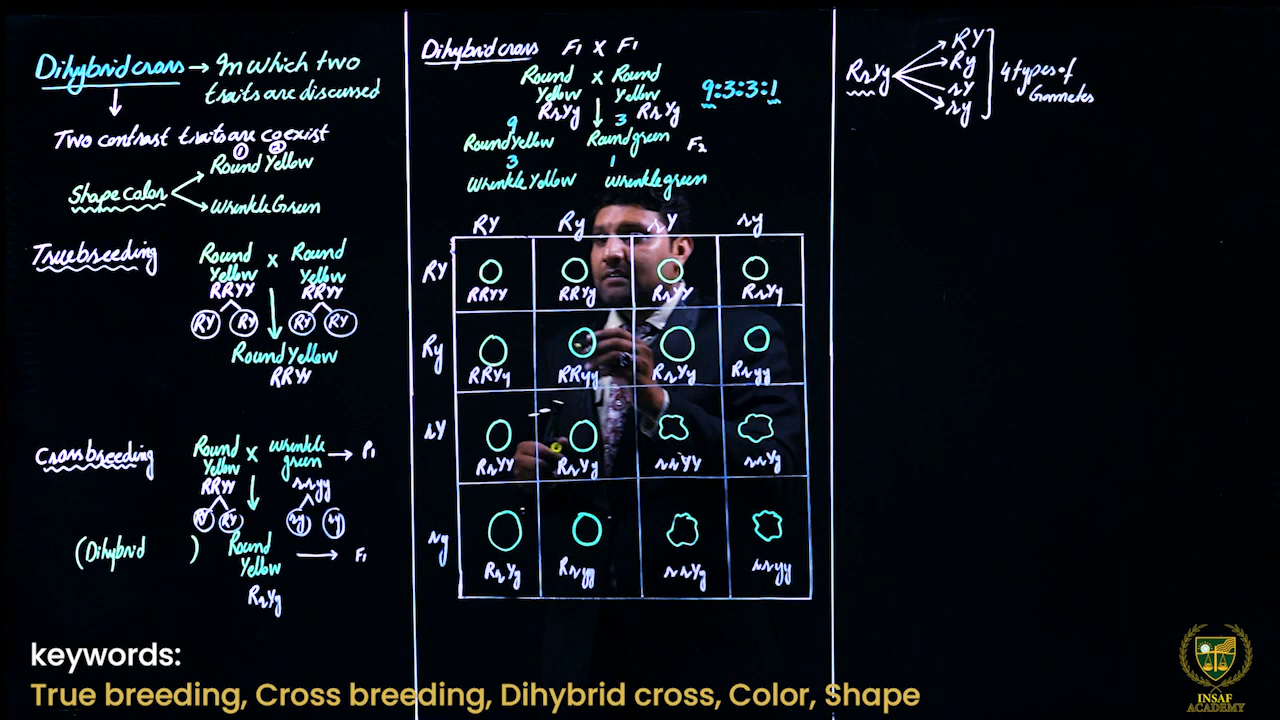 Dihybrid cross → In which two
traits are discussed
Two contrast traits are coexist
① ②
Round Yellow
Shape color
Wrinkle Green
True breeding
Round × Round
Yellow Yellow
RRYY RRYY
RY RY RY RY
Round Yellow
RRYY
Cross breeding
Round × wrinkle → P1
Yellow green
RRYY rryy
RY RY ry ry
(Dihybrid ) Round → F1
Yellow
RrYy
Dihybrid cross F1 × F1
Round × Round
Yellow Yellow
RrYy RrYy
9:3:3:1
9 3
Round Yellow Round green F2
3 1
Wrinkle Yellow Wrinkle green
RY Ry rY ry
RY RRYY RRYy RrYY RrYy
Ry RRYy RRyy RrYy Rryy
rY RrYY RrYy rrYY rrYy
ry RrYy Rryy rrYy rryy
RrYy
RY
Ry
rY
ry
4 types of
Gametes
keywords:
True breeding, Cross breeding, Dihybrid cross, Color, Shape
INSAF
ACADEMY